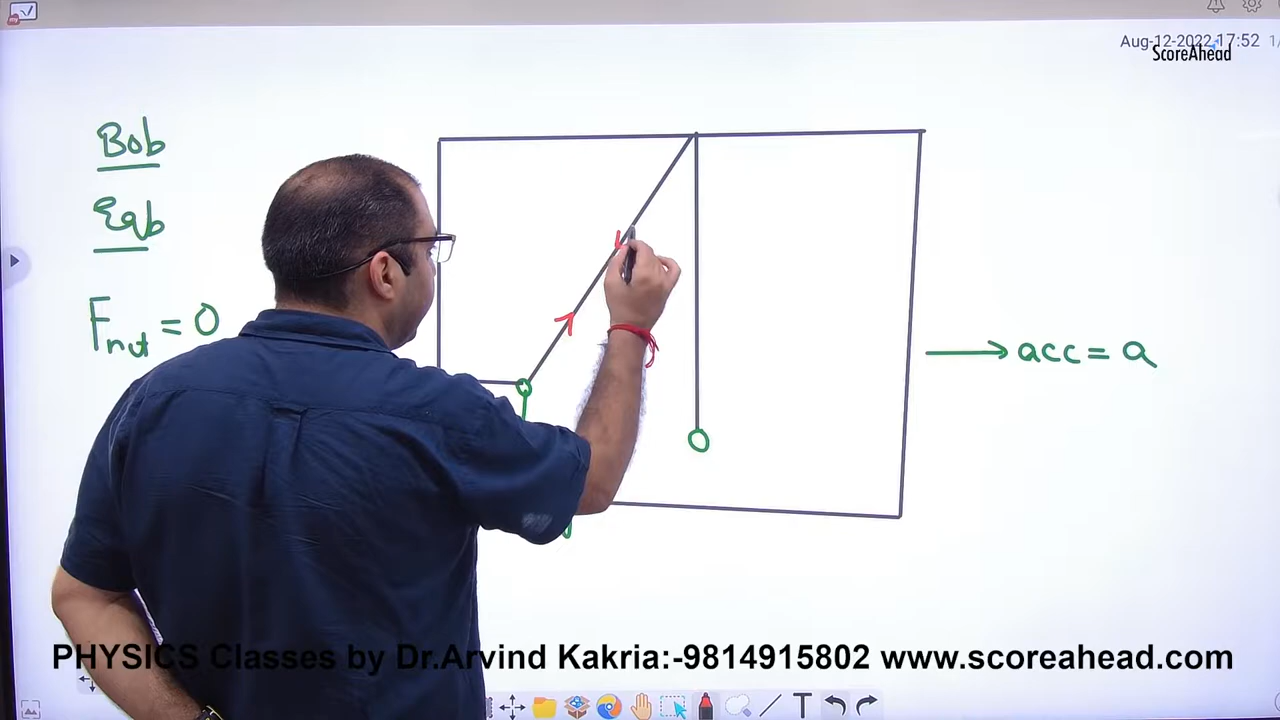 Aug-12-2022 17:52 1/
ScoreAhead
Bob
Eqb
Fnet = 0
acc = a
PHYSICS Classes by Dr.Arvind Kakria:-9814915802 www.scoreahead.com
T